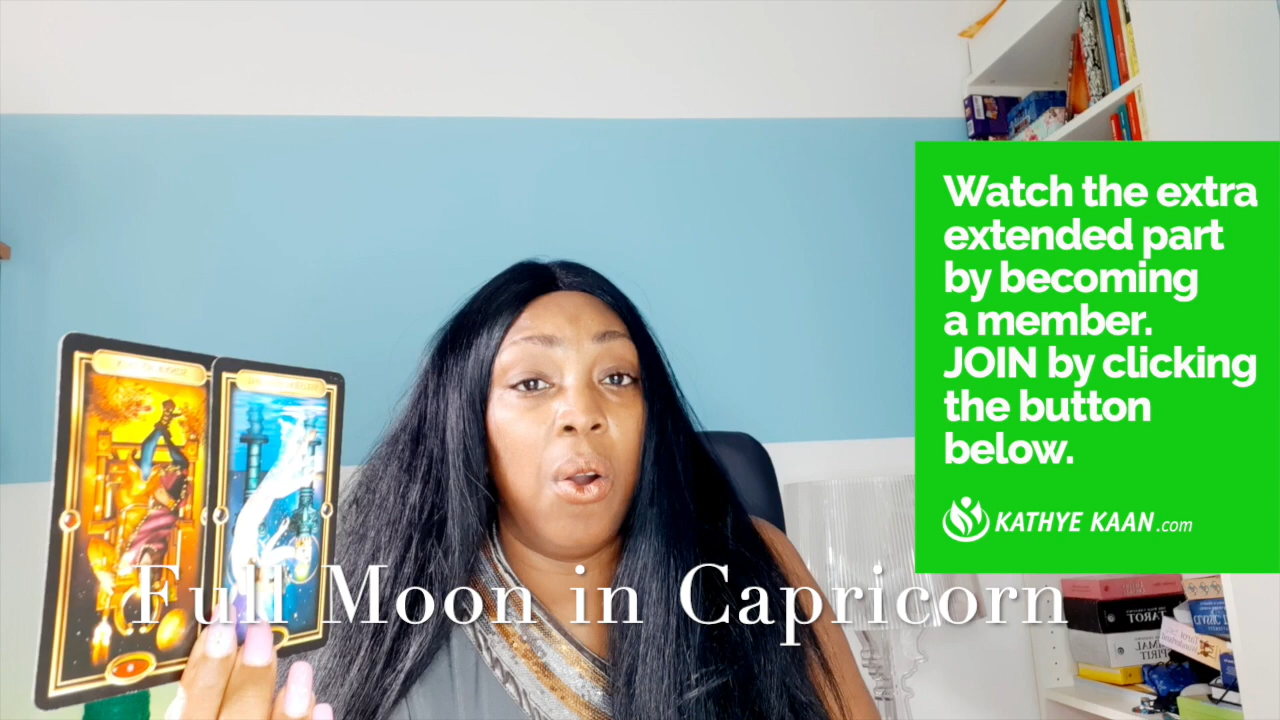 Watch the extra
extended part
by becoming
a member.
JOIN by clicking
the button
below.
KATHYE KAAN.com
Full Moon in Capricorn
TAROT
SPIRIT